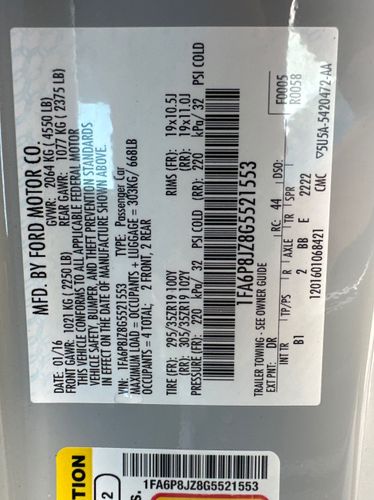 MFD. BY FORD MOTOR CO.
DATE: 01/16 GVWR: 2064 KG ( 4550 LB)
FRONT GAWR: 1021 KG (2250 LB) REAR GAWR: 1077 KG ( 2375 LB)
THIS VEHICLE CONFORMS TO ALL APPLICABLE FEDERAL MOTOR
VEHICLE SAFETY, BUMPER, AND THEFT PREVENTION STANDARDS
IN EFFECT ON THE DATE OF MANUFACTURE SHOWN ABOVE.
VIN: 1FA6P8JZ8G5521553 TYPE: Passenger Car
MAXIMUM LOAD = OCCUPANTS + LUGGAGE = 303KG/ 668LB
OCCUPANTS = 4 TOTAL; 2 FRONT, 2 REAR
TIRE (FR): 295/35ZR19 100Y RIMS (FR): 19x10.5J
(RR): 305/35ZR19 102Y (RR): 19x11.0J
PRESSURE (FR): 220 kPa/ 32 PSI COLD (RR): 220 kPa/ 32 PSI COLD
1FA6P8JZ8G5521553
TRAILER TOWING - SEE OWNER GUIDE
F0005
R0058
EXT PNT: DR RC: 44 DSO:
INT TR TP/PS R AXLE TR SPR
B1 2 BB E 2222
CMC
1201601068421 5U5A-5420472-AA
1FA6P8JZ8G5521553